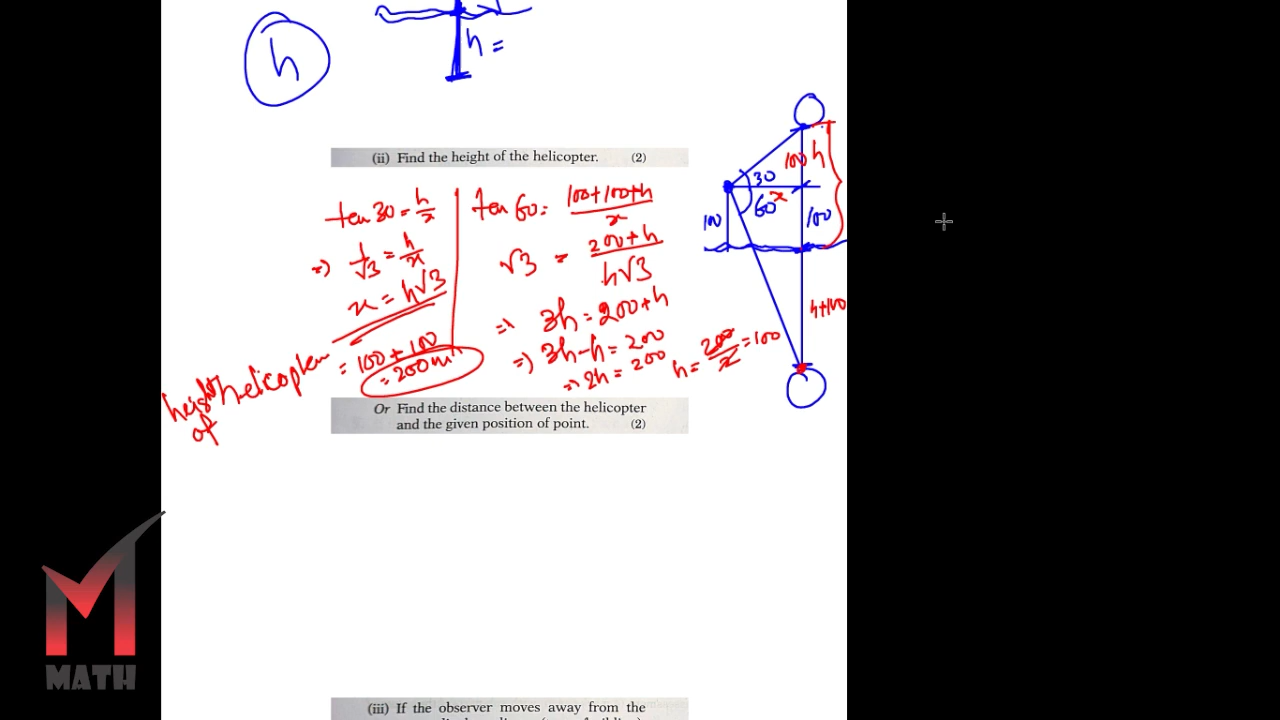 h
h =
(ii) Find the height of the helicopter. (2)
tan 30 = h/x
=) 1/√3 = h/x
x = h√3
tan 60 = 100+100+h/x
√3 = 200+h/h√3
=) 3h = 200+h
=) 3h-h = 200
=) 2h = 200
h = 200/2 = 100
height of helicopter = 100 + 100
= 200m
100 h
30
60 x
100
100
h+100
Or Find the distance between the helicopter
and the given position of point. (2)
(iii) If the observer moves away from the
M
MATH